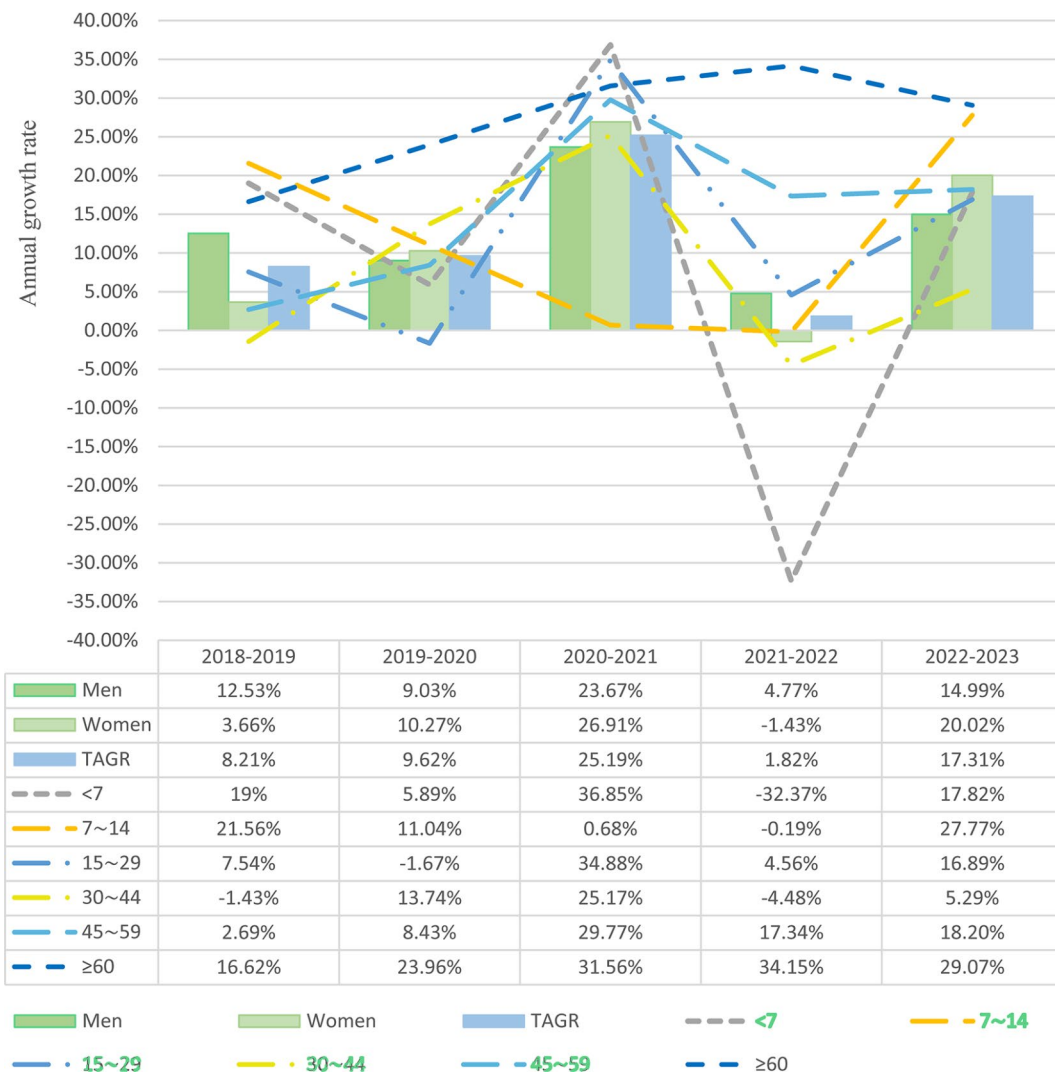 40.00%
35.00%
30.00%
25.00%
20.00%
15.00%
10.00%
5.00%
0.00%
-5.00%
-10.00%
-15.00%
-20.00%
-25.00%
-30.00%
-35.00%
-40.00%
Annual growth rate
2018-2019 2019-2020 2020-2021 2021-2022 2022-2023
Men 12.53% 9.03% 23.67% 4.77% 14.99%
Women 3.66% 10.27% 26.91% -1.43% 20.02%
TAGR 8.21% 9.62% 25.19% 1.82% 17.31%
<7 19% 5.89% 36.85% -32.37% 17.82%
7~14 21.56% 11.04% 0.68% -0.19% 27.77%
15~29 7.54% -1.67% 34.88% 4.56% 16.89%
30~44 -1.43% 13.74% 25.17% -4.48% 5.29%
45~59 2.69% 8.43% 29.77% 17.34% 18.20%
≥60 16.62% 23.96% 31.56% 34.15% 29.07%
Men Women TAGR <7 7~14
15~29 30~44 45~59 ≥60